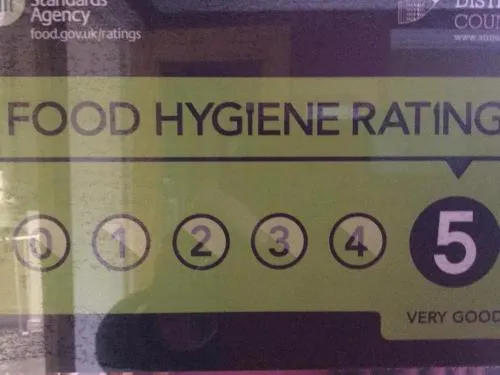 Standards
Agency
food.gov.uk/ratings
FOOD HYGIENE RATING
0 1 2 3 4 5
VERY GOOD